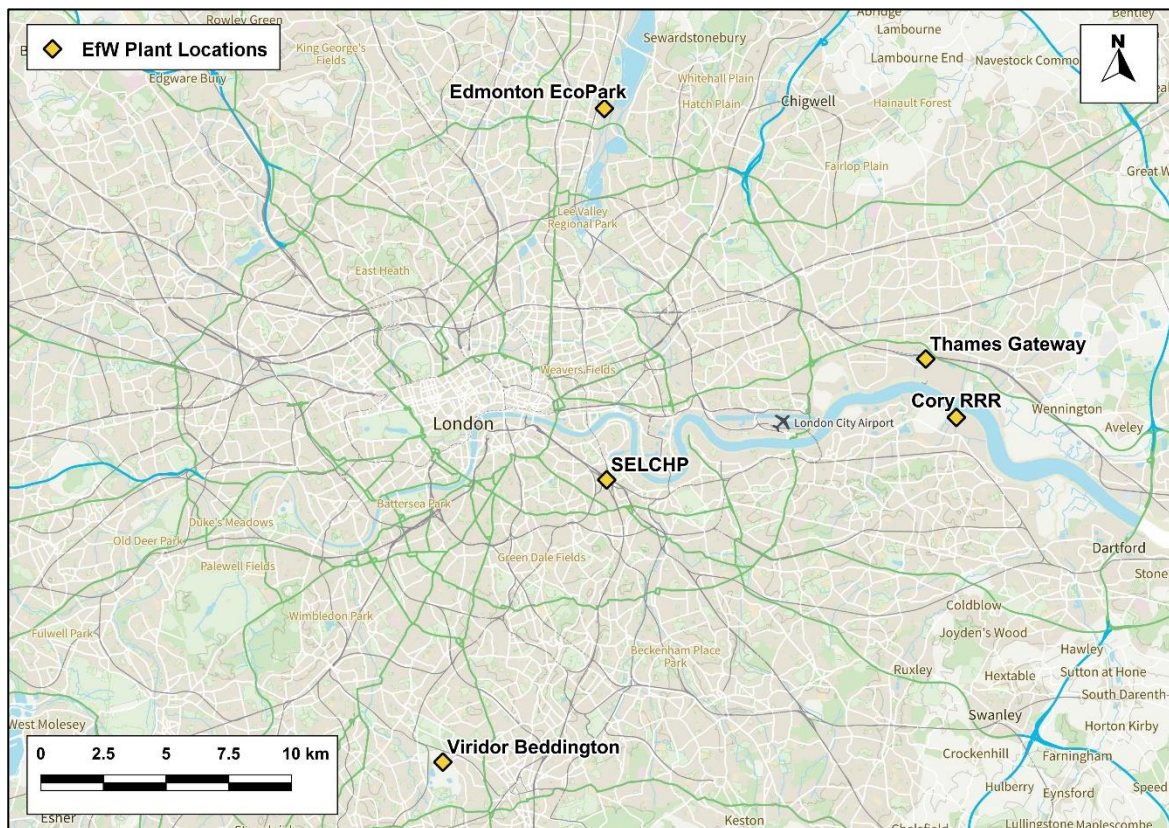 Rowley Green
Abridge
Bentley
EfW Plant Locations
King George's
Fields
Sewardstonebury
Lambourne
Lambourne End
Navestock Commo
N
Edgware Bury
Whitehall Plain
Edmonton EcoPark
Hatch Plain
Chigwell
Hainault Forest
Fairlop Plain
Great W
Lee Valley
Regional Park
East Heath
Thames Gateway
Weavers Fields
Cory RRR
Wennington
London
London City Airport
Aveley
SELCHP
Battersea Park
Duke's Meadows
Old Deer Park
Palewell Fields
Green Dale Fields
Dartford
Stone
Wimbledon Park
Coldblow
Fulwell Park
Joyden's Wood
Beckenham Place
Park
Hawley
Ruxley
Hextable
Sutton at Hone
South Darenth
West Molesey
Swanley
Horton Kirby
0 2.5 5 7.5 10 km
Viridor Beddington
Crockenhill
Farningham
Hulberry
Eynsford
Speed
Esher
Keston
Lullingstone
Maplescombe